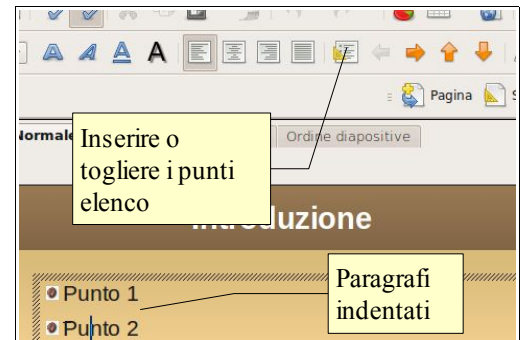 A A A A
Pagina
Normale
Ordine diapositive
Inserire o
togliere i punti
elenco
Introduzione
Paragrafi
indentati
Punto 1
Punto 2